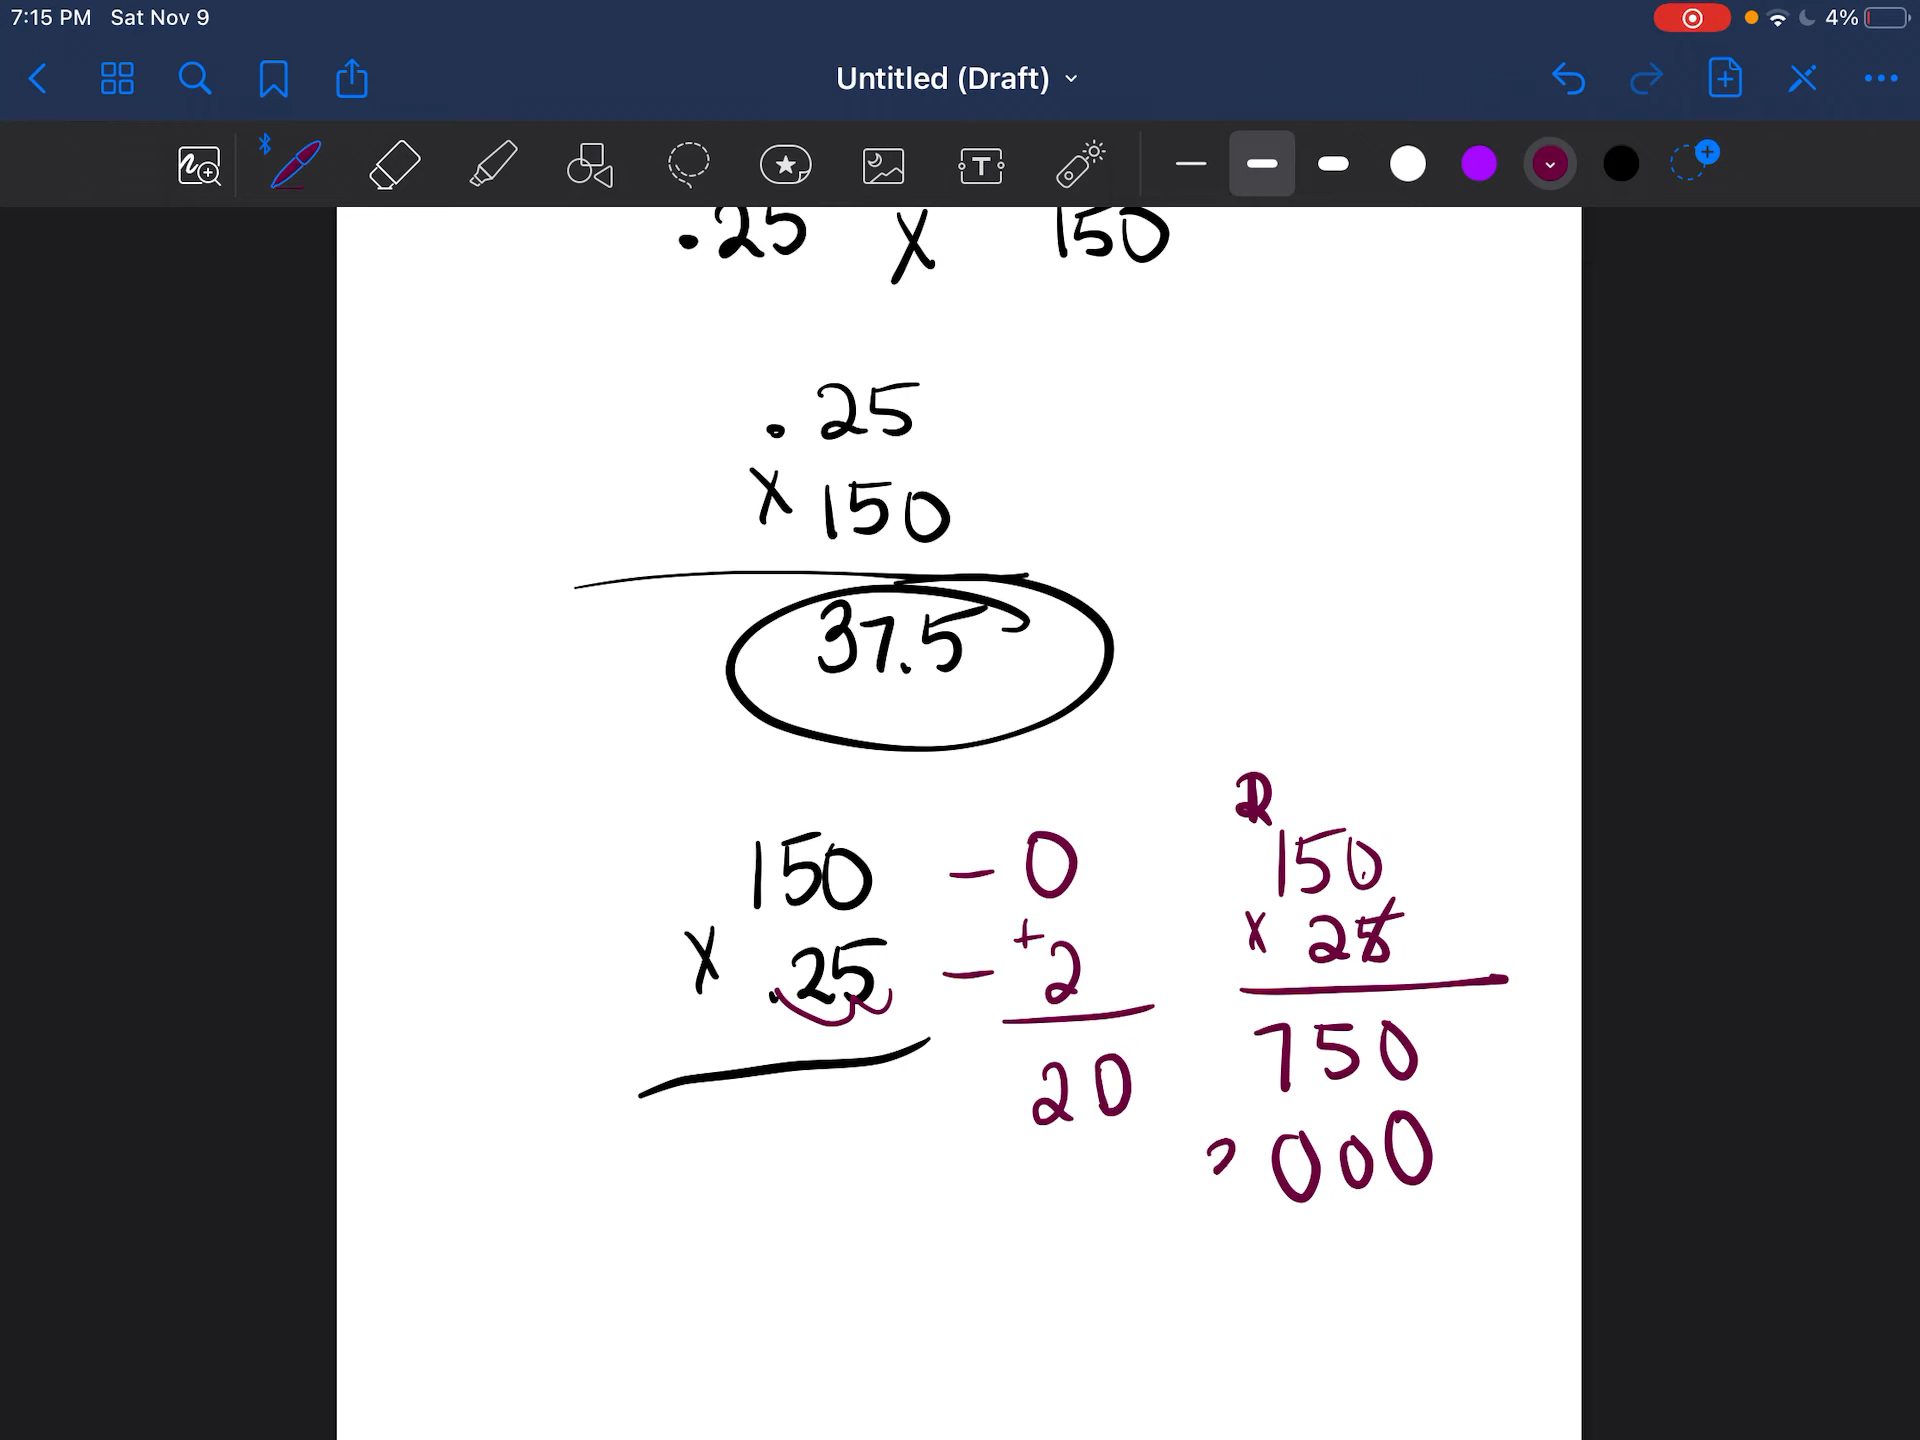 7:15 PM Sat Nov 9
4%
Untitled (Draft)
T
.25 X 150
.25
X 150
37.5
150 - 0
X .25 - + 2
20
150
X 25
750
000